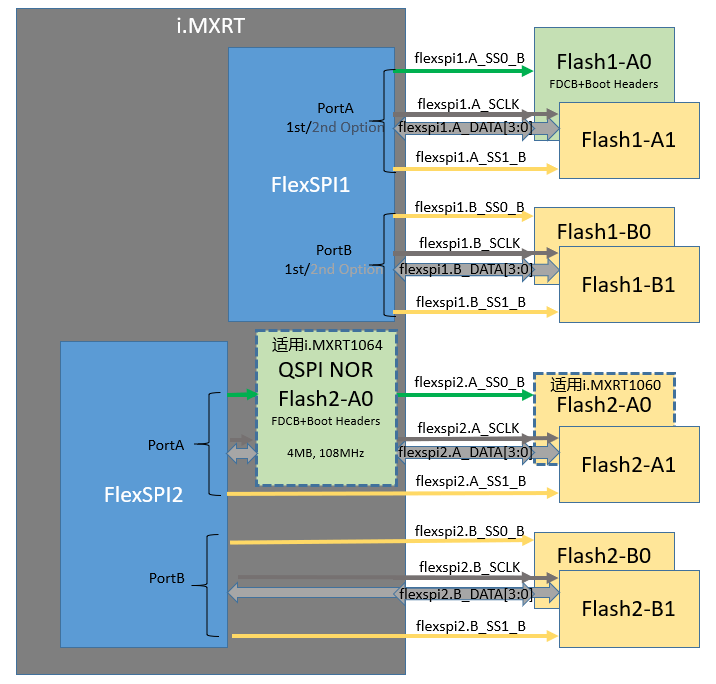 i.MXRT
flexspi1.A_SS0_B
Flash1-A0
FDCB+Boot Headers
PortA
1st/2nd Option
flexspi1.A_SCLK
flexspi1.A_DATA[3:0]
Flash1-A1
flexspi1.A_SS1_B
FlexSPI1
flexspi1.B_SS0_B
Flash1-B0
PortB
1st/2nd Option
flexspi1.B_SCLK
flexspi1.B_DATA[3:0]
Flash1-B1
flexspi1.B_SS1_B
适用i.MXRT1064
QSPI NOR
Flash2-A0
FDCB+Boot Headers
4MB, 108MHz
flexspi2.A_SS0_B
适用i.MXRT1060
Flash2-A0
PortA
flexspi2.A_SCLK
flexspi2.A_DATA[3:0]
Flash2-A1
flexspi2.A_SS1_B
FlexSPI2
flexspi2.B_SS0_B
Flash2-B0
PortB
flexspi2.B_SCLK
flexspi2.B_DATA[3:0]
Flash2-B1
flexspi2.B_SS1_B